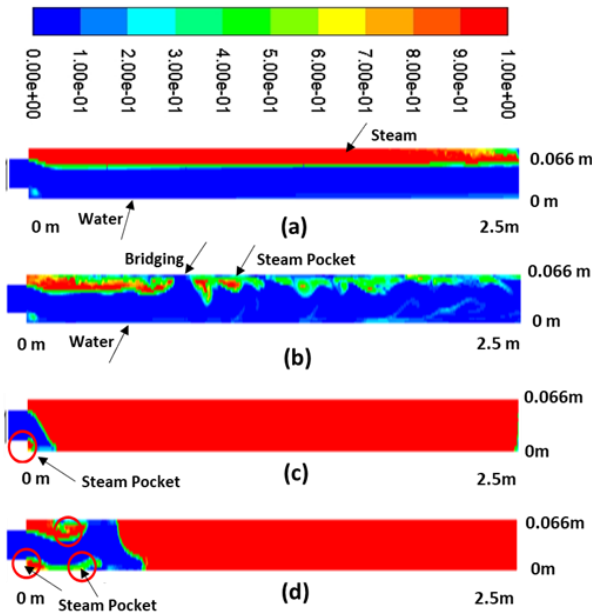 0.00e+00 1.00e-01 2.00e-01 3.00e-01 4.00e-01 5.00e-01 6.00e-01 7.00e-01 8.00e-01 9.00e-01 1.00e+00
Steam
0.066 m
0 m
Water
0 m (a) 2.5m
Bridging Steam Pocket
0.066 m
0 m
Water
0 m (b) 2.5 m
0.066m
0m
0 m (c) 2.5m
Steam Pocket
0.066m
0m
0 m (d) 2.5m
Steam Pocket